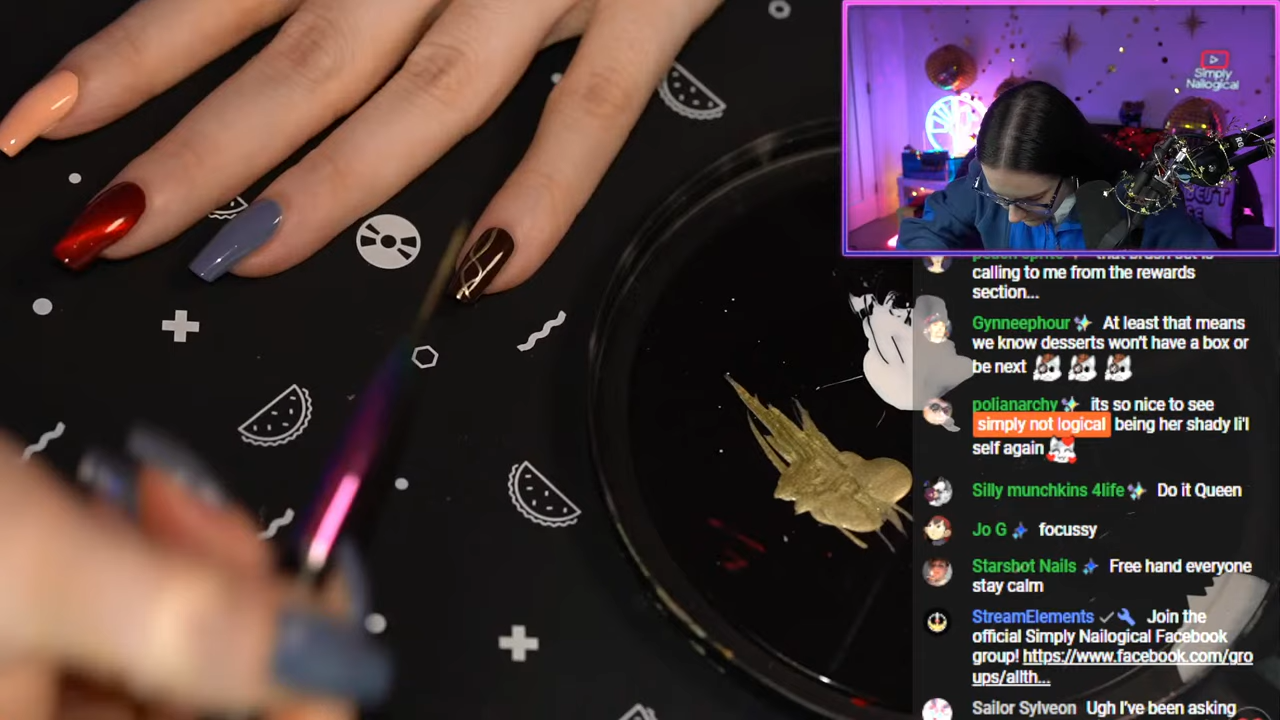 Simply
Nailogical
BEST
calling to me from the rewards
section...
Gynneephour At least that means
we know desserts won't have a box or
be next
polianarchy its so nice to see
simply not logical being her shady li'l
self again
Silly munchkins 4life Do it Queen
Jo G focussy
Starsbot Nails Free hand everyone
stay calm
StreamElements Join the
official Simply Nailogical Facebook
group! https://www.facebook.com/gro
ups/allth...
Sailor Sylveon Ugh I've been asking